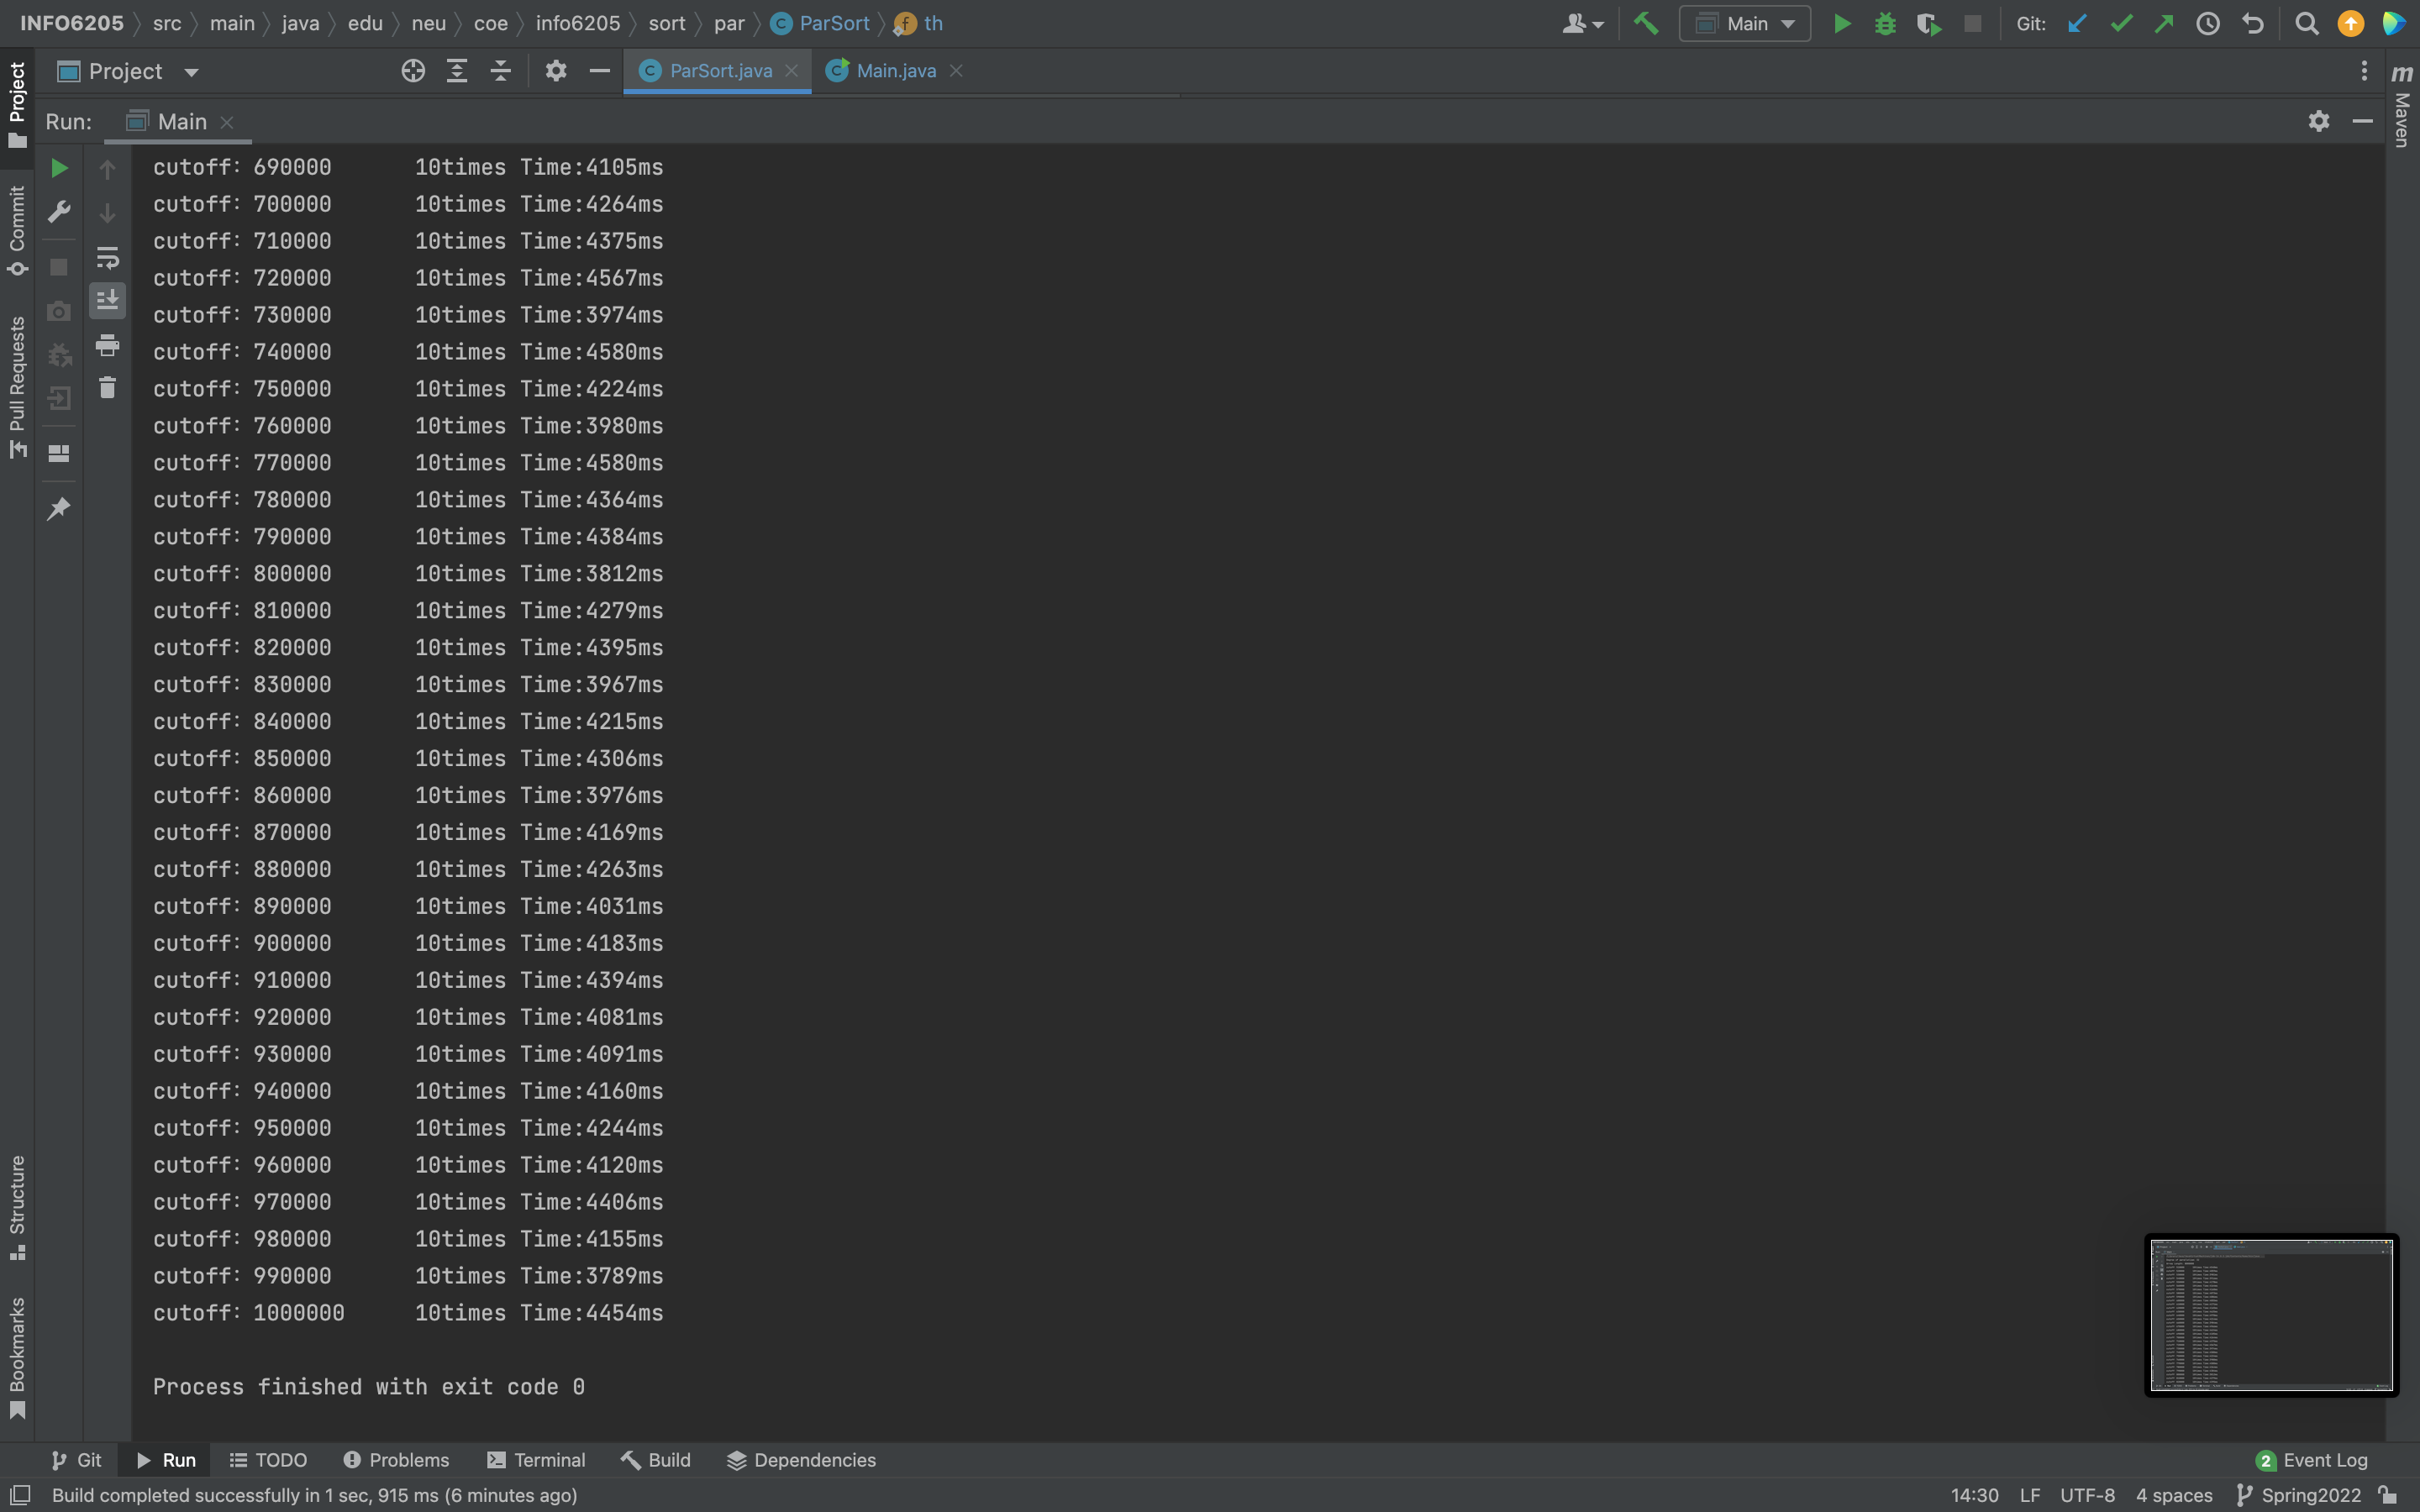 INFO6205 src main java edu neu coe info6205 sort par ParSort th Main Git:
Project ParSort.java Main.java
Run: Main
cutoff: 690000 10times Time:4105ms
cutoff: 700000 10times Time:4264ms
cutoff: 710000 10times Time:4375ms
cutoff: 720000 10times Time:4567ms
cutoff: 730000 10times Time:3974ms
cutoff: 740000 10times Time:4580ms
cutoff: 750000 10times Time:4224ms
cutoff: 760000 10times Time:3980ms
cutoff: 770000 10times Time:4580ms
cutoff: 780000 10times Time:4364ms
cutoff: 790000 10times Time:4384ms
cutoff: 800000 10times Time:3812ms
cutoff: 810000 10times Time:4279ms
cutoff: 820000 10times Time:4395ms
cutoff: 830000 10times Time:3967ms
cutoff: 840000 10times Time:4215ms
cutoff: 850000 10times Time:4306ms
cutoff: 860000 10times Time:3976ms
cutoff: 870000 10times Time:4169ms
cutoff: 880000 10times Time:4263ms
cutoff: 890000 10times Time:4031ms
cutoff: 900000 10times Time:4183ms
cutoff: 910000 10times Time:4394ms
cutoff: 920000 10times Time:4081ms
cutoff: 930000 10times Time:4091ms
cutoff: 940000 10times Time:4160ms
cutoff: 950000 10times Time:4244ms
cutoff: 960000 10times Time:4120ms
cutoff: 970000 10times Time:4406ms
cutoff: 980000 10times Time:4155ms
cutoff: 990000 10times Time:3789ms
cutoff: 1000000 10times Time:4454ms
Process finished with exit code 0
Project
Commit
Pull Requests
Structure
Bookmarks
m Maven
Git Run TODO Problems Terminal Build Dependencies 2 Event Log
Build completed successfully in 1 sec, 915 ms (6 minutes ago) 14:30 LF UTF-8 4 spaces Spring2022